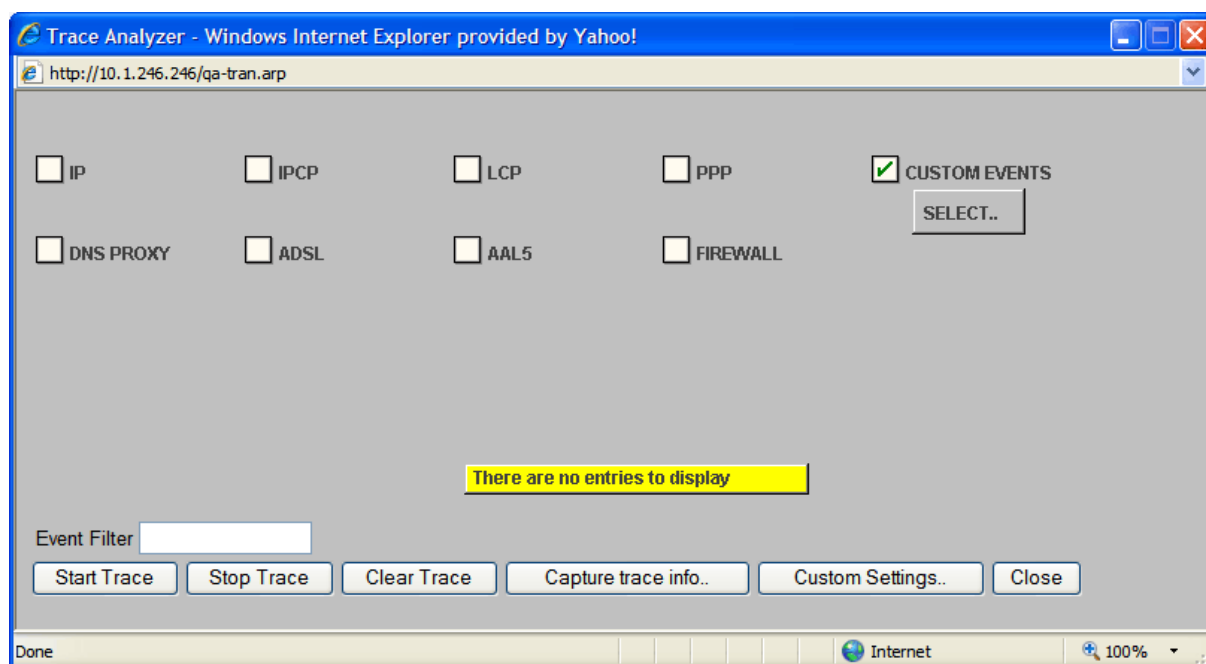 Trace Analyzer - Windows Internet Explorer provided by Yahoo!
http://10.1.246.246/qa-tran.arp
IP IPCP LCP PPP CUSTOM EVENTS
SELECT..
DNS PROXY ADSL AAL5 FIREWALL
There are no entries to display
Event Filter
Start Trace Stop Trace Clear Trace Capture trace info.. Custom Settings.. Close
Done Internet 100%